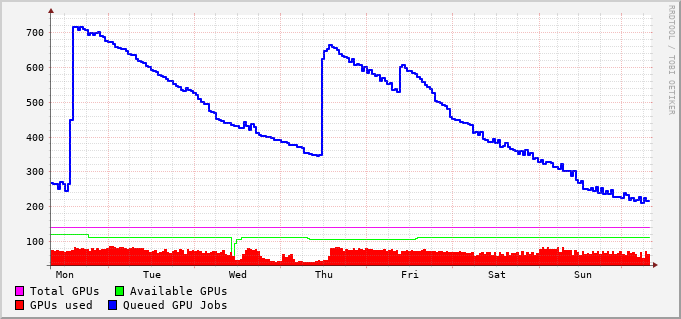 700
600
500
400
300
200
100
Mon Tue Wed Thu Fri Sat Sun
Total GPUs Available GPUs
GPUs used Queued GPU Jobs
RRDTOOL / TOBI OETIKER